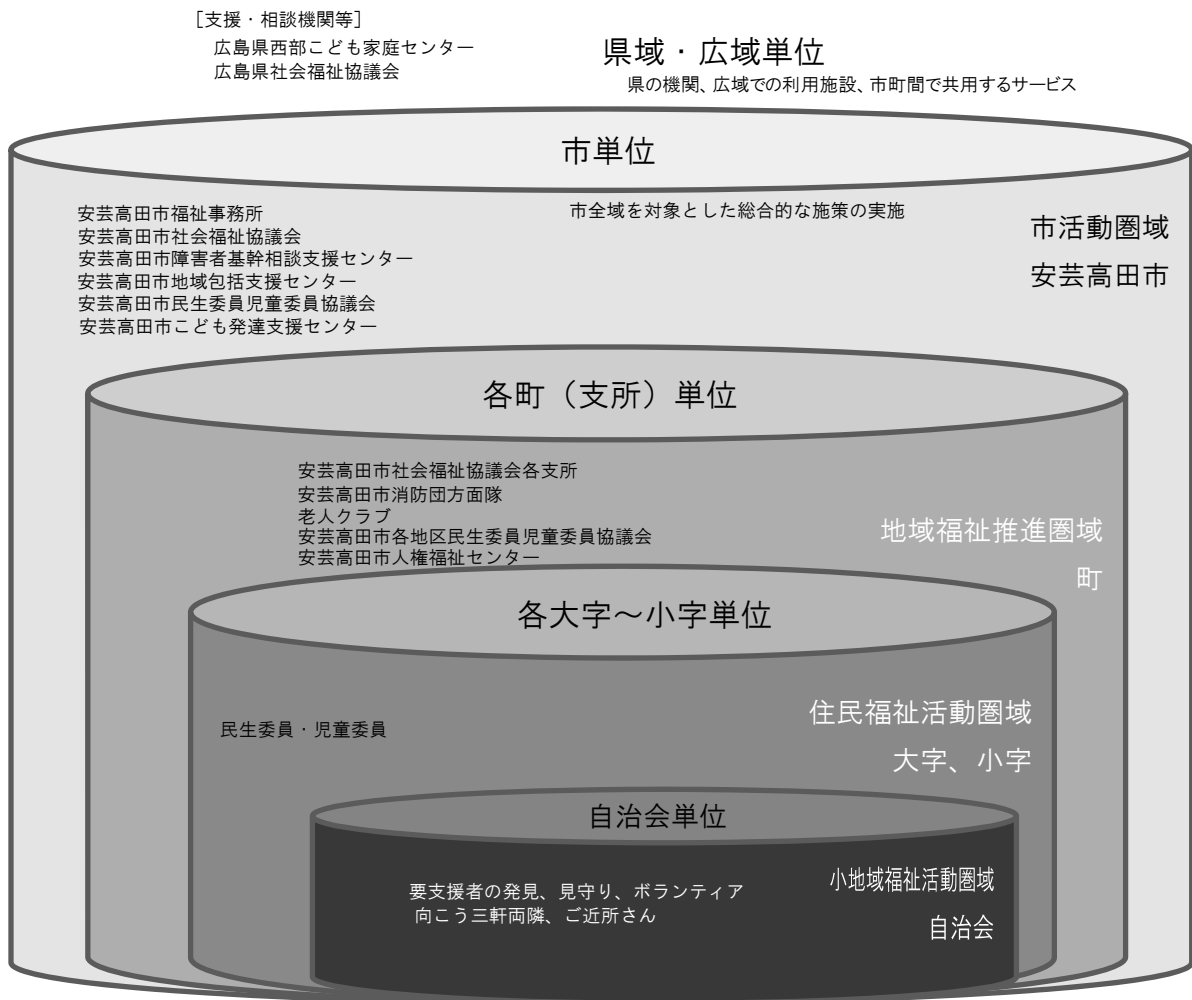 ［支援・相談機関等］
広島県西部こども家庭センター
広島県社会福祉協議会
県域・広域単位
県の機関、広域での利用施設、市町間で共用するサービス
市単位
安芸高田市福祉事務所
安芸高田市社会福祉協議会
安芸高田市障害者基幹相談支援センター
安芸高田市地域包括支援センター
安芸高田市民生委員児童委員協議会
安芸高田市こども発達支援センター
市全域を対象とした総合的な施策の実施
市活動圏域
安芸高田市
各町（支所）単位
安芸高田市社会福祉協議会各支所
安芸高田市消防団方面隊
老人クラブ
安芸高田市各地区民生委員児童委員協議会
安芸高田市人権福祉センター
地域福祉推進圏域
町
各大字～小字単位
民生委員・児童委員
住民福祉活動圏域
大字、小字
自治会単位
要支援者の発見、見守り、ボランティア
向こう三軒両隣、ご近所さん
小地域福祉活動圏域
自治会